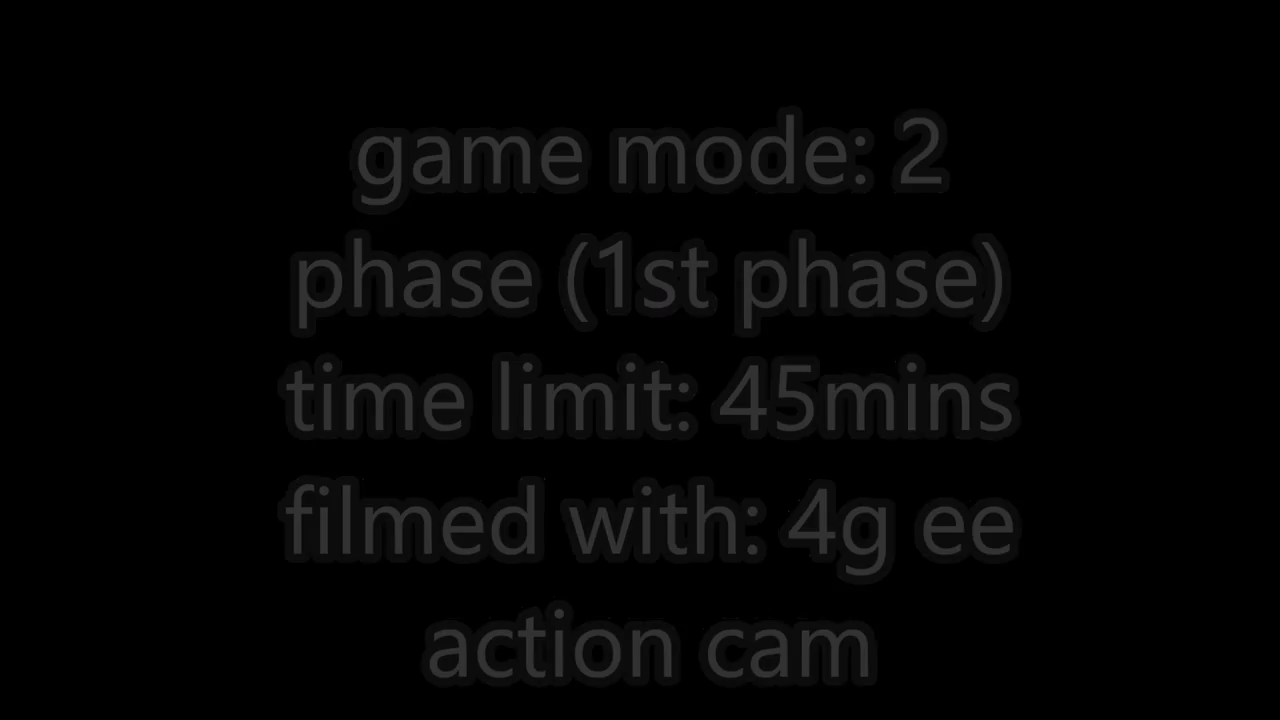 game mode: 2
phase (1st phase)
time limit: 45mins
filmed with: 4g ee
action cam